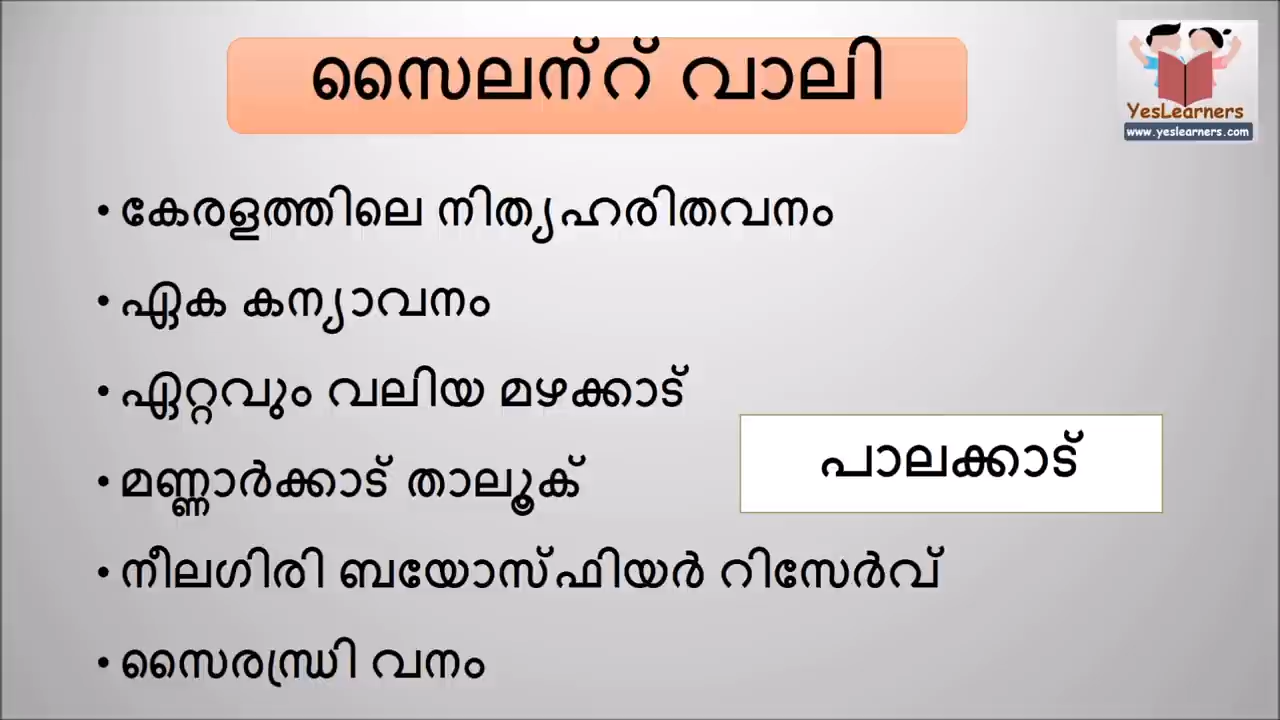 സൈലന്റ് വാലി
YesLearners
www.yeslearners.com
• കേരളത്തിലെ നിത്യഹരിതവനം
• ഏക കന്യാവനം
• ഏറ്റവും വലിയ മഴക്കാട്
• മണ്ണാർക്കാട് താലൂക്
പാലക്കാട്
• നീലഗിരി ബയോസ്ഫിയർ റിസേർവ്
• സൈരന്ധ്രി വനം